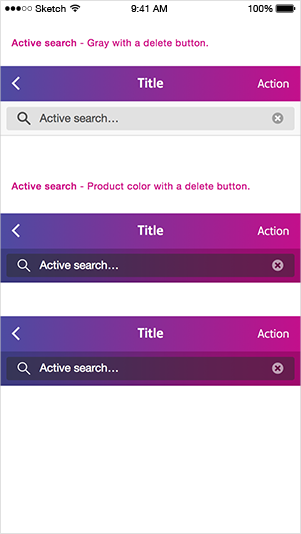 Sketch 9:41 AM 100%
Active search - Gray with a delete button.
Title Action
Active search...
Active search - Product color with a delete button.
Title Action
Active search...
Title Action
Active search...